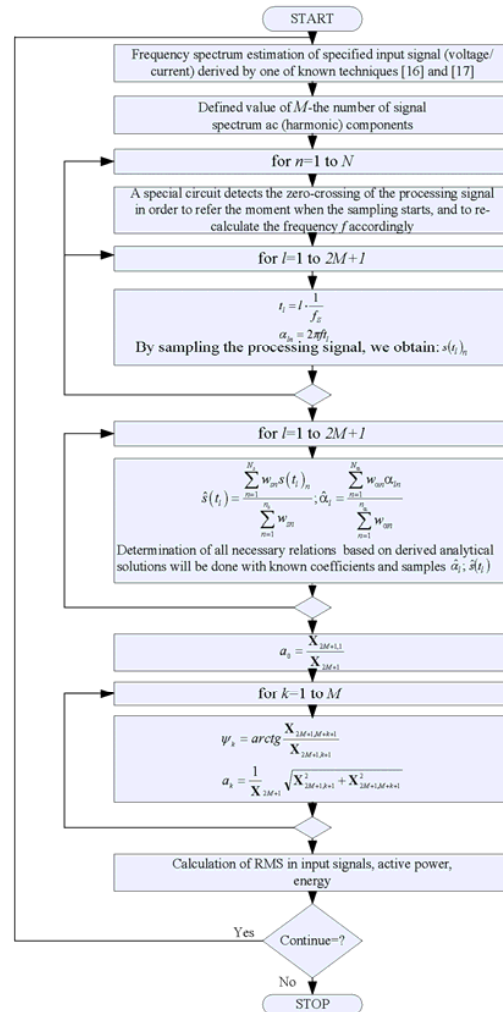 START
Frequency spectrum estimation of specified input signal (voltage/
current) derived by one of known techniques [16] and [17]
Defined value of M-the number of signal
spectrum ac (harmonic) components
for n=1 to N
A special circuit detects the zero-crossing of the processing signal
in order to refer the moment when the sampling starts, and to re-
calculate the frequency f accordingly
for l=1 to 2M+1
t_l = l · 1/f_S
α_ln = 2πft_l
By sampling the processing signal, we obtain: s(t_l)_n
for l=1 to 2M+1
ŝ(t_l) = ∑ w_sn s(t_l)_n / ∑ w_sn ; α̂_l = ∑ w_αn α_ln / ∑ w_αn
Determination of all necessary relations based on derived analytical
solutions will be done with known coefficients and samples α̂_l; ŝ(t_l)
a_0 = X_2M+1,1 / X_2M+1
for k=1 to M
ψ_k = arctg X_2M+1,M+k+1 / X_2M+1,k+1
a_k = 1/X_2M+1 √(X²_2M+1,k+1 + X²_2M+1,M+k+1)
Calculation of RMS in input signals, active power,
energy
Yes
Continue=?
No
STOP